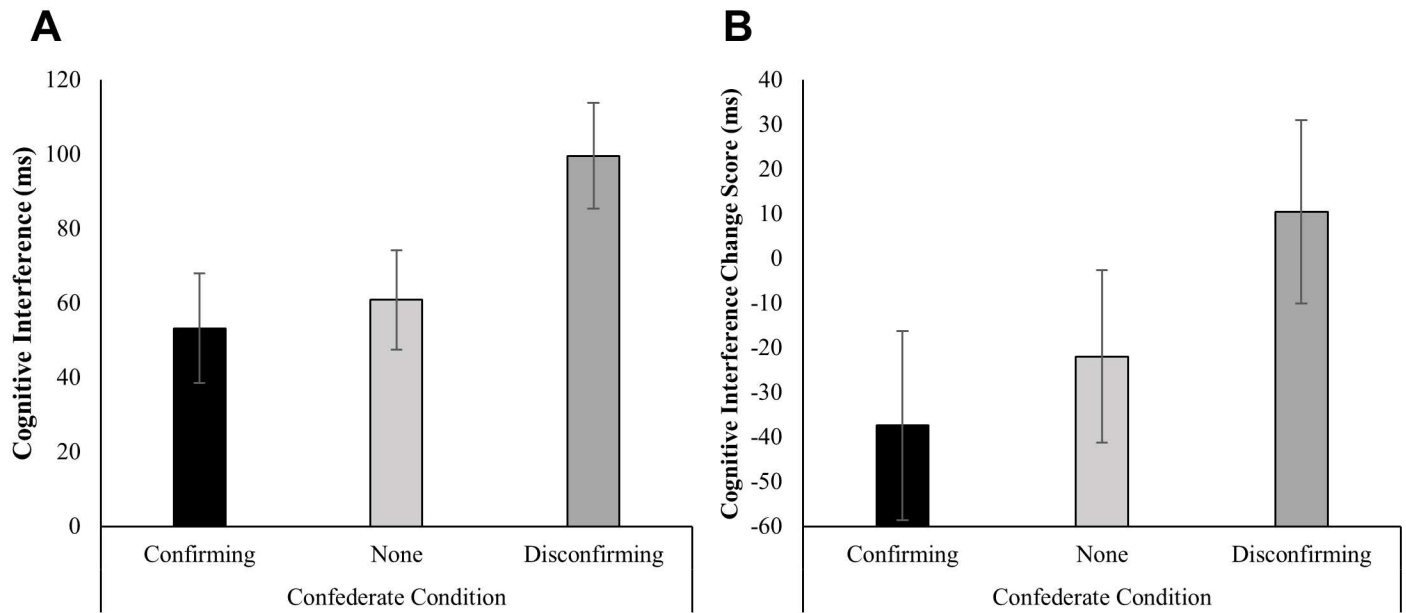 A
Cognitive Interference (ms)
120
100
80
60
40
20
0
Confirming None Disconfirming
Confederate Condition
B
Cognitive Interference Change Score (ms)
40
30
20
10
0
-10
-20
-30
-40
-50
-60
Confirming None Disconfirming
Confederate Condition